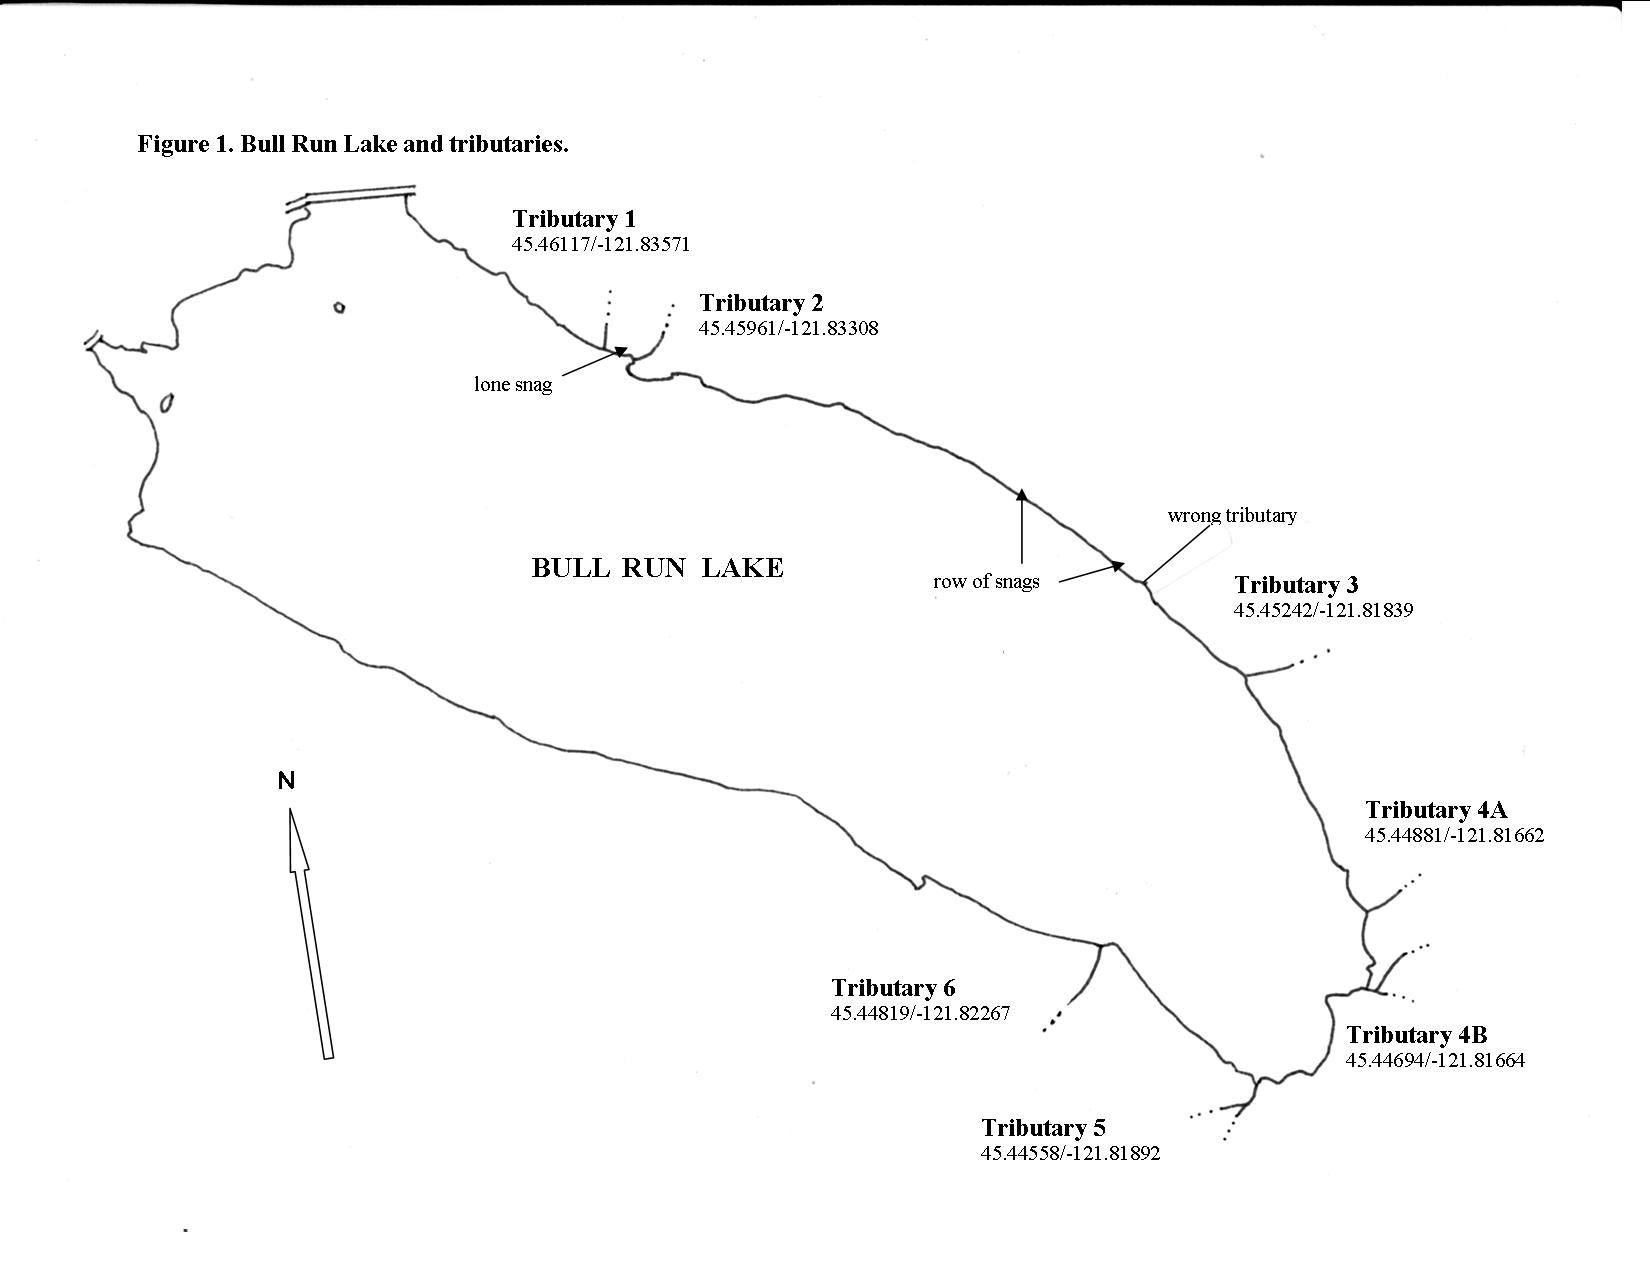 Figure 1. Bull Run Lake and tributaries.
Tributary 1
45.46117/-121.83571
Tributary 2
45.45961/-121.83308
lone snag
wrong tributary
BULL RUN LAKE
row of snags
Tributary 3
45.45242/-121.81839
N
Tributary 4A
45.44881/-121.81662
Tributary 6
45.44819/-121.82267
Tributary 4B
45.44694/-121.81664
Tributary 5
45.44558/-121.81892